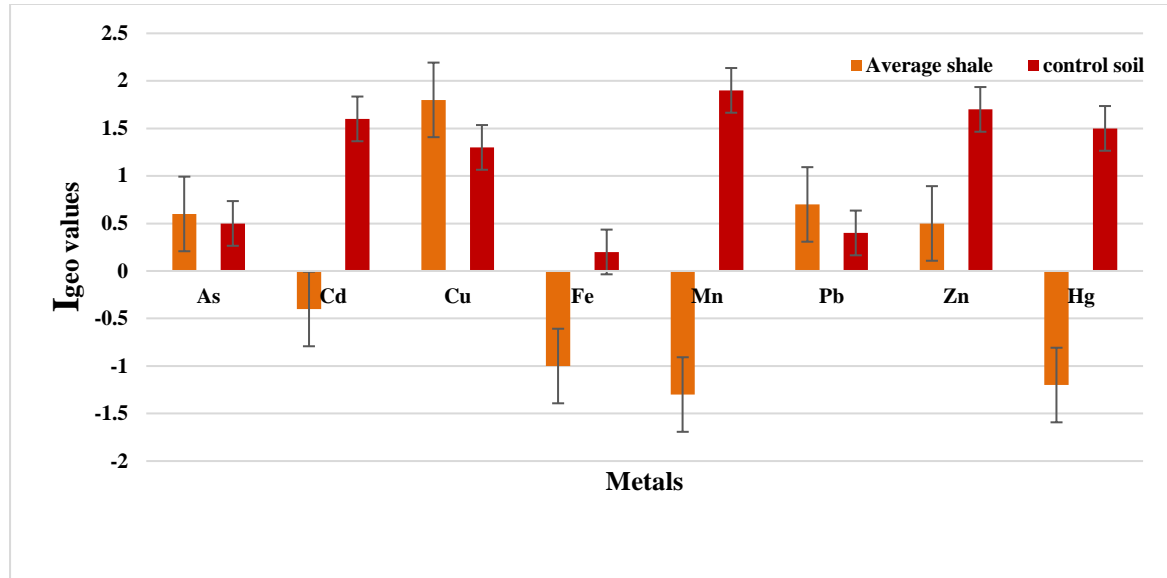 2.5
Average shale control soil
2
1.5
1
0.5
0
As Cd Cu Fe Mn Pb Zn Hg
-0.5
-1
-1.5
-2
Igeo values
Metals